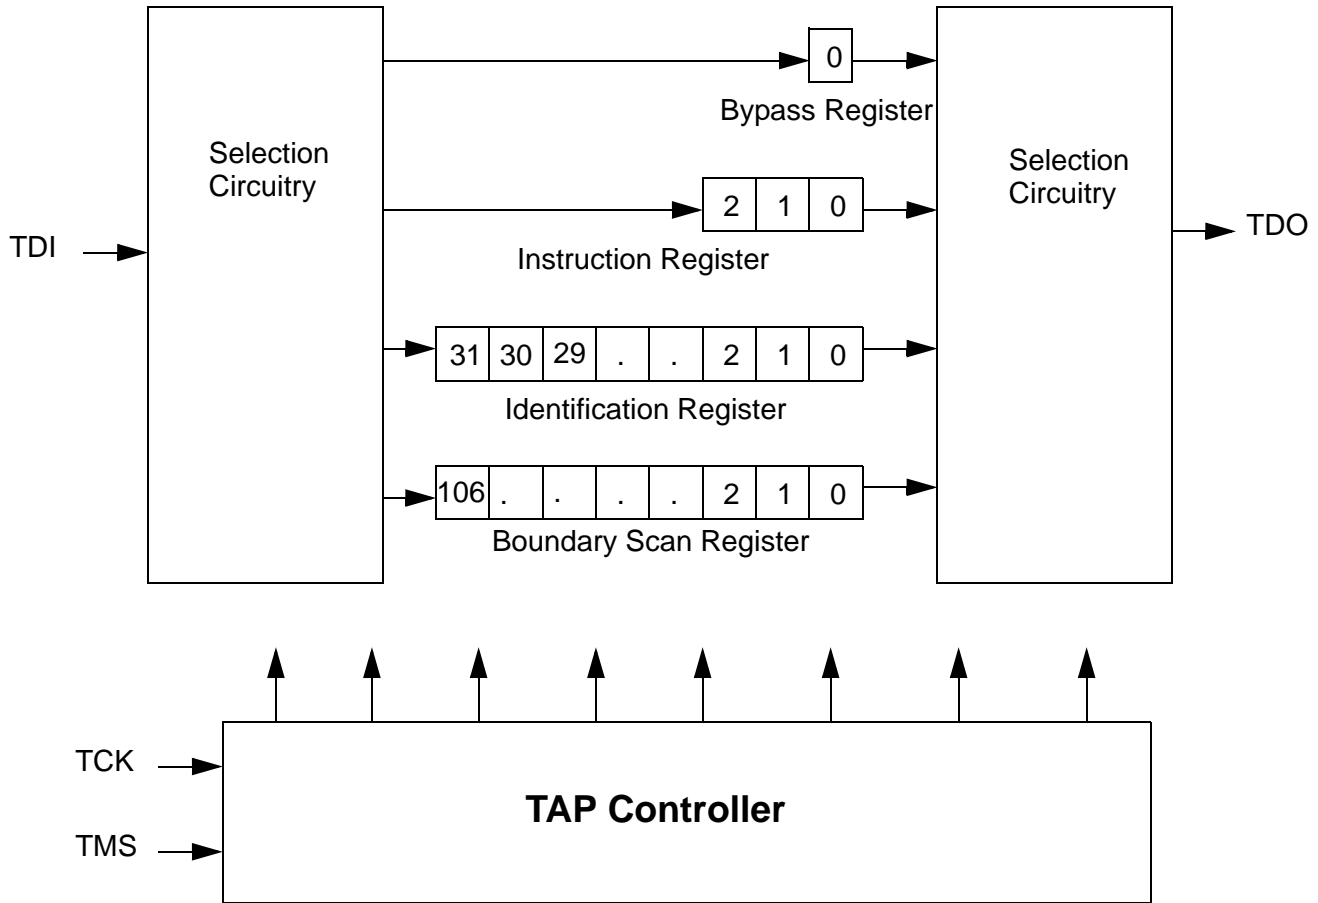 0
Bypass Register
Selection
Circuitry
Selection
Circuitry
2 1 0
TDI
TDO
Instruction Register
31 30 29 . . 2 1 0
Identification Register
106 . . . . 2 1 0
Boundary Scan Register
TCK
TAP Controller
TMS